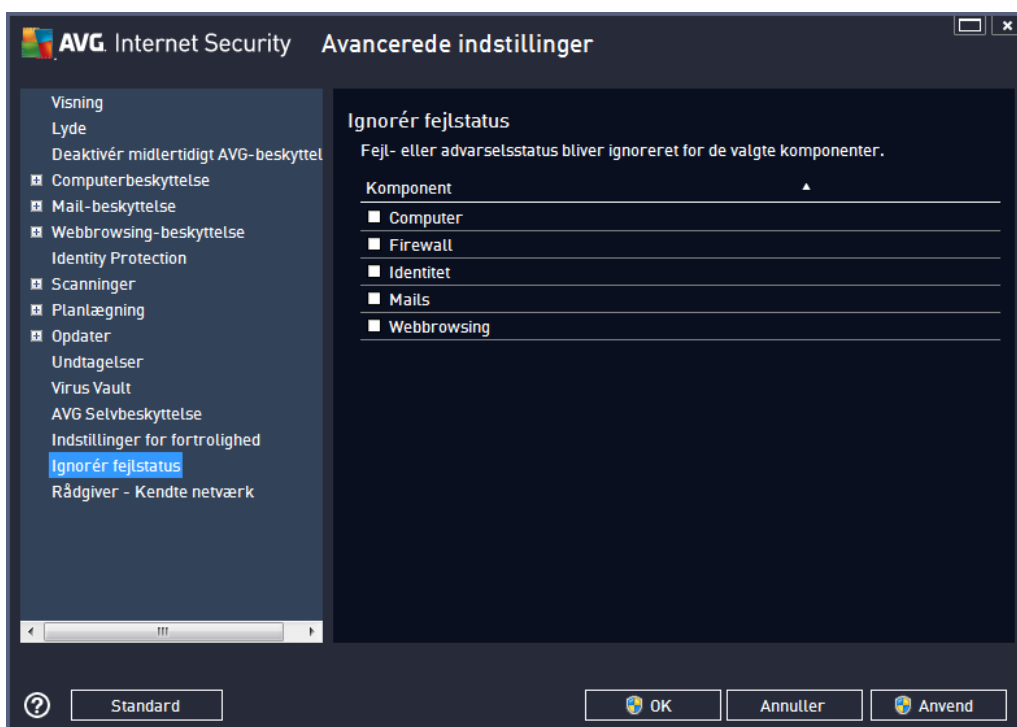 AVG. Internet Security Avancerede indstillinger
Visning
Lyde
Deaktivér midlertidigt AVG-beskyttel
Computerbeskyttelse
Mail-beskyttelse
Webbrowsing-beskyttelse
Identity Protection
Scanninger
Planlægning
Opdater
Undtagelser
Virus Vault
AVG Selvbeskyttelse
Indstillinger for fortrolighed
Ignorér fejlstatus
Rådgiver - Kendte netværk
Ignorér fejlstatus
Fejl- eller advarselsstatus bliver ignoreret for de valgte komponenter.
Komponent
Computer
Firewall
Identitet
Mails
Webbrowsing
? Standard OK Annuller Anvend